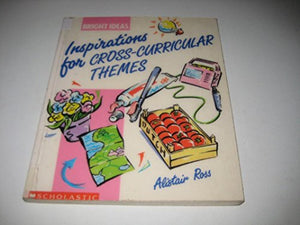 BRIGHT IDEAS
Inspirations
for CROSS-CURRICULAR
THEMES
Alistair Ross
SCHOLASTIC